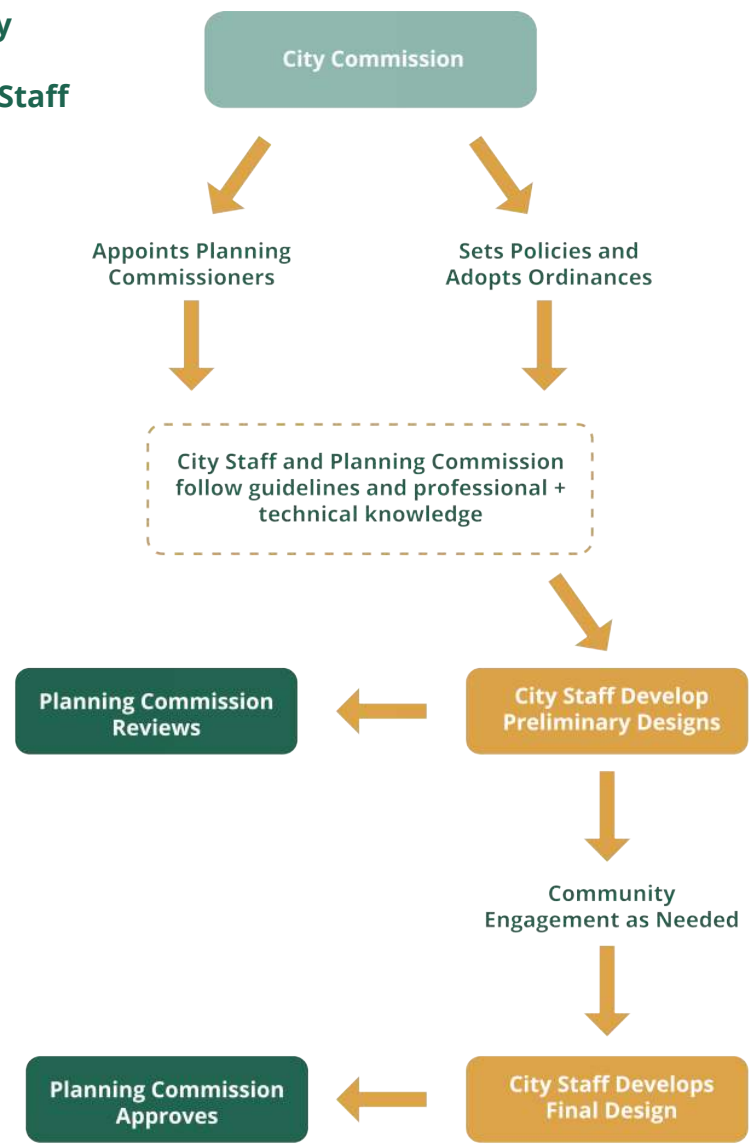 y
Staff
City Commission
Appoints Planning
Commissioners
Sets Policies and
Adopts Ordinances
City Staff and Planning Commission
follow guidelines and professional +
technical knowledge
Planning Commission
Reviews
City Staff Develop
Preliminary Designs
Community
Engagement as Needed
Planning Commission
Approves
City Staff Develops
Final Design